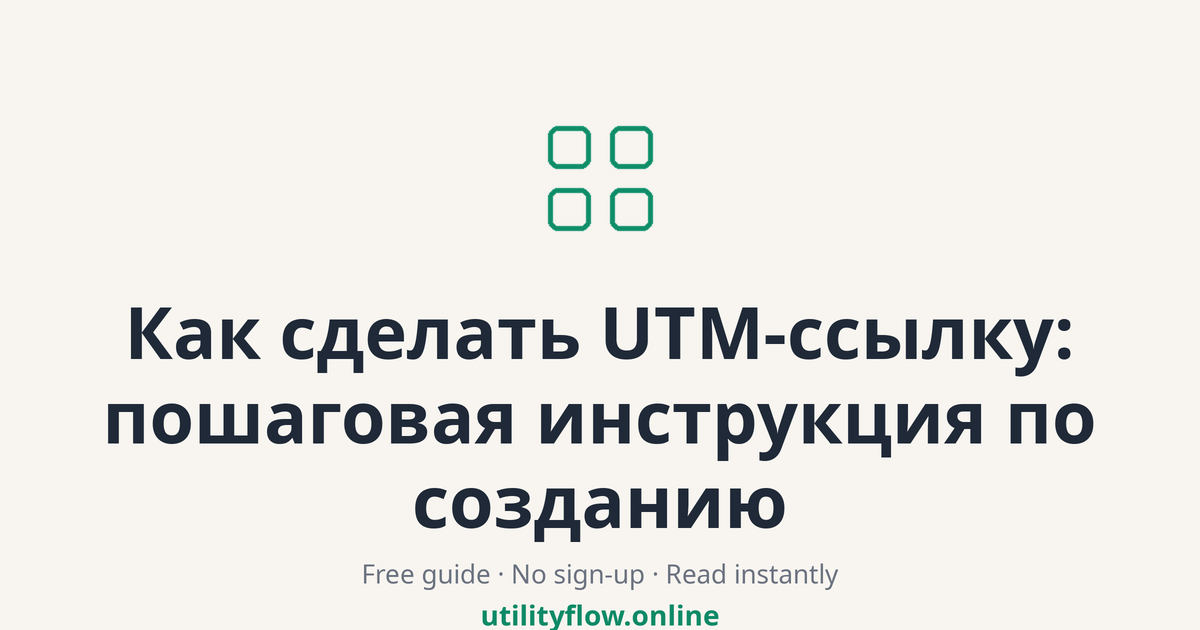 Как сделать UTM-ссылку:
пошаговая инструкция по
созданию
Free guide · No sign-up · Read instantly
utilityflow.online